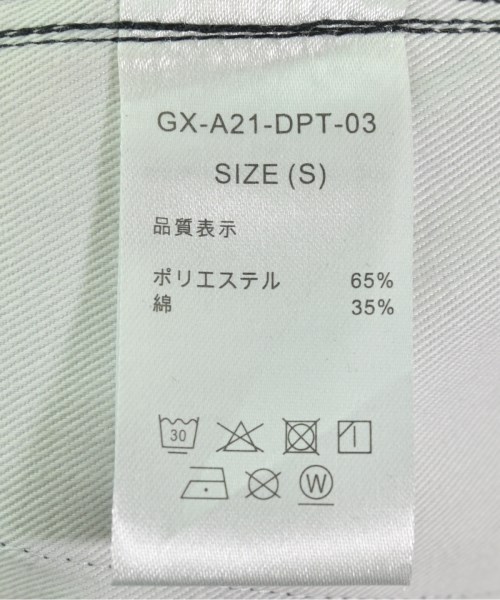 GX-A21-DPT-03
SIZE (S)
品質表示
ポリエステル 65%
綿 35%
30
W